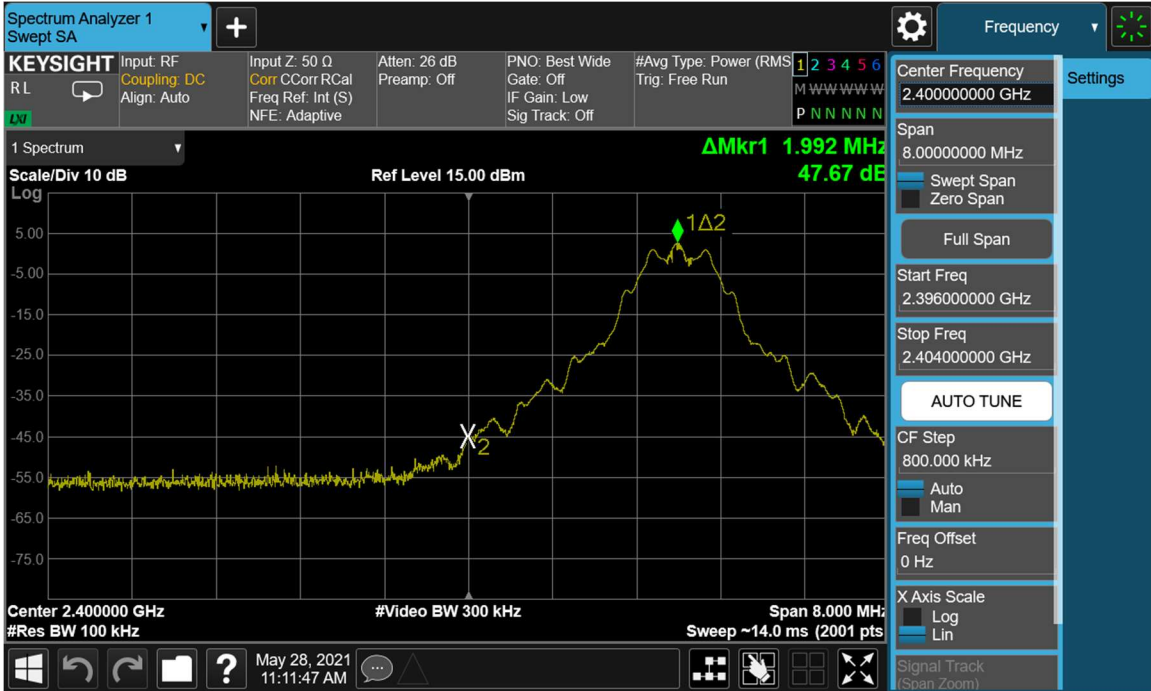 Spectrum Analyzer 1
Swept SA
Frequency
KEYSIGHT
R L
LXI
Input: RF
Coupling: DC
Align: Auto
Input Z: 50 Ω
Corr CCorr RCal
Freq Ref: Int (S)
NFE: Adaptive
Atten: 26 dB
Preamp: Off
PNO: Best Wide
Gate: Off
IF Gain: Low
Sig Track: Off
#Avg Type: Power (RMS
Trig: Free Run
1 2 3 4 5 6
M W W W W W
P N N N N N
1 Spectrum
Scale/Div 10 dB
Ref Level 15.00 dBm
ΔMkr1 1.992 MHz
47.67 dB
Log
5.00
-5.00
-15.0
-25.0
-35.0
-45.0
-55.0
-65.0
-75.0
1Δ2
X2
Center 2.400000 GHz
#Res BW 100 kHz
#Video BW 300 kHz
Span 8.000 MHz
Sweep ~14.0 ms (2001 pts
?
May 28, 2021
11:11:47 AM
Center Frequency
2.400000000 GHz
Settings
Span
8.00000000 MHz
Swept Span
Zero Span
Full Span
Start Freq
2.396000000 GHz
Stop Freq
2.404000000 GHz
AUTO TUNE
CF Step
800.000 kHz
Auto
Man
Freq Offset
0 Hz
X Axis Scale
Log
Lin
Signal Track
(Span Zoom)